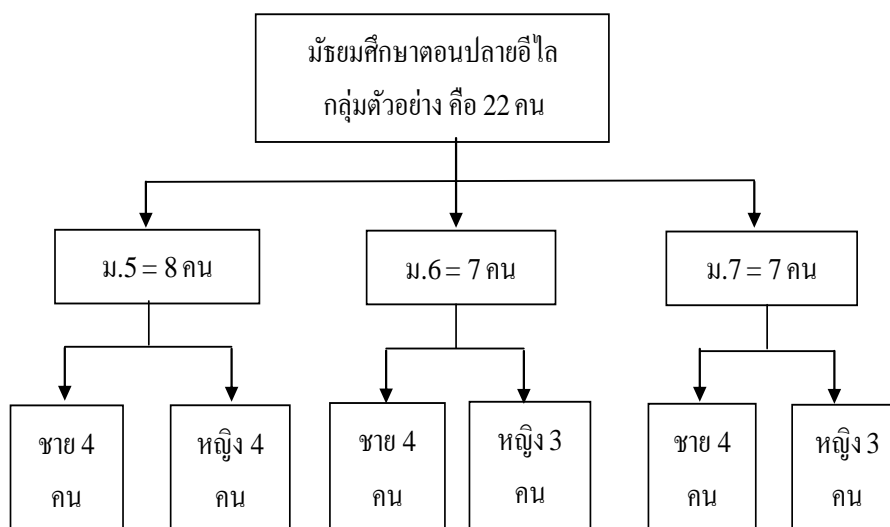 มัธยมศึกษาตอนปลายอีไล
กลุ่มตัวอย่าง คือ 22 คน
ม.5 = 8 คน
ม.6 = 7 คน
ม.7 = 7 คน
ชาย 4
คน
หญิง 4
คน
ชาย 4
คน
หญิง 3
คน
ชาย 4
คน
หญิง 3
คน